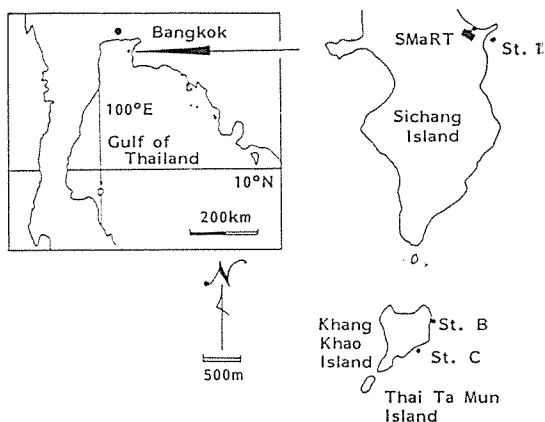 Bangkok
100°E
Gulf of
Thailand
10°N
200km
N
500m
SMaRT
St.
Sichang
Island
Khang
Khao
Island
St. B
St. C
Thai Ta Mun
Island